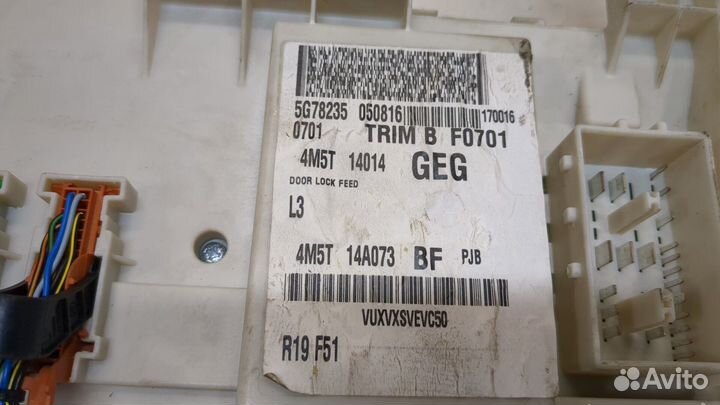 5G78235 050816 170016
0701 TRIM B F0701
4M5T 14014 GEG
DOOR LOCK FEED
L3
4M5T 14A073 BF PJB
VUXVXSVEVC50
R19 F51
Avito